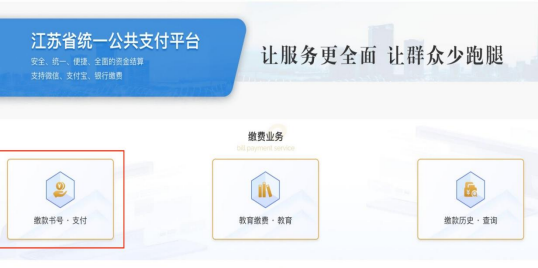 江苏省统一公共支付平台
安全、统一、便捷、全面的资金结算
支持微信、支付宝、银行缴费
让服务更全面 让群众少跑腿
缴费业务
bill payment service
缴款书号·支付
教育缴费·教育
缴款历史·查询